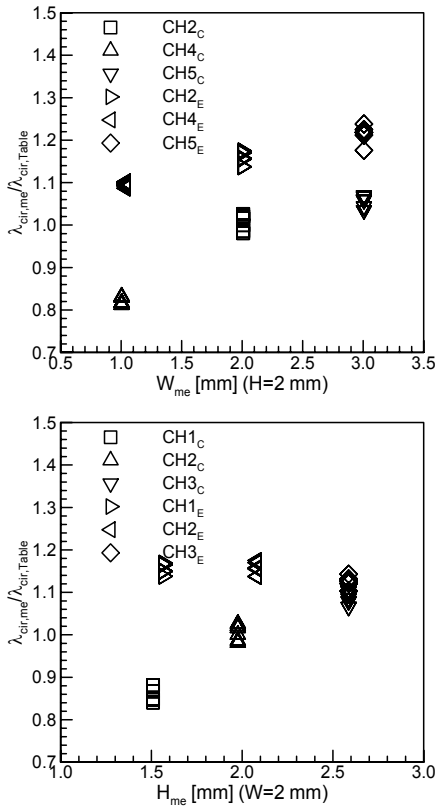 1.5
1.4
1.3
1.2
1.1
1.0
0.9
0.8
0.7
λcir,me/λcir,Table
CH2C
CH4C
CH5C
CH2E
CH4E
CH5E
0.5 1.0 1.5 2.0 2.5 3.0 3.5
Wme [mm] (H=2 mm)
1.5
1.4
1.3
1.2
1.1
1.0
0.9
0.8
0.7
λcir,me/λcir,Table
CH1C
CH2C
CH3C
CH1E
CH2E
CH3E
1.0 1.5 2.0 2.5 3.0
Hme [mm] (W=2 mm)